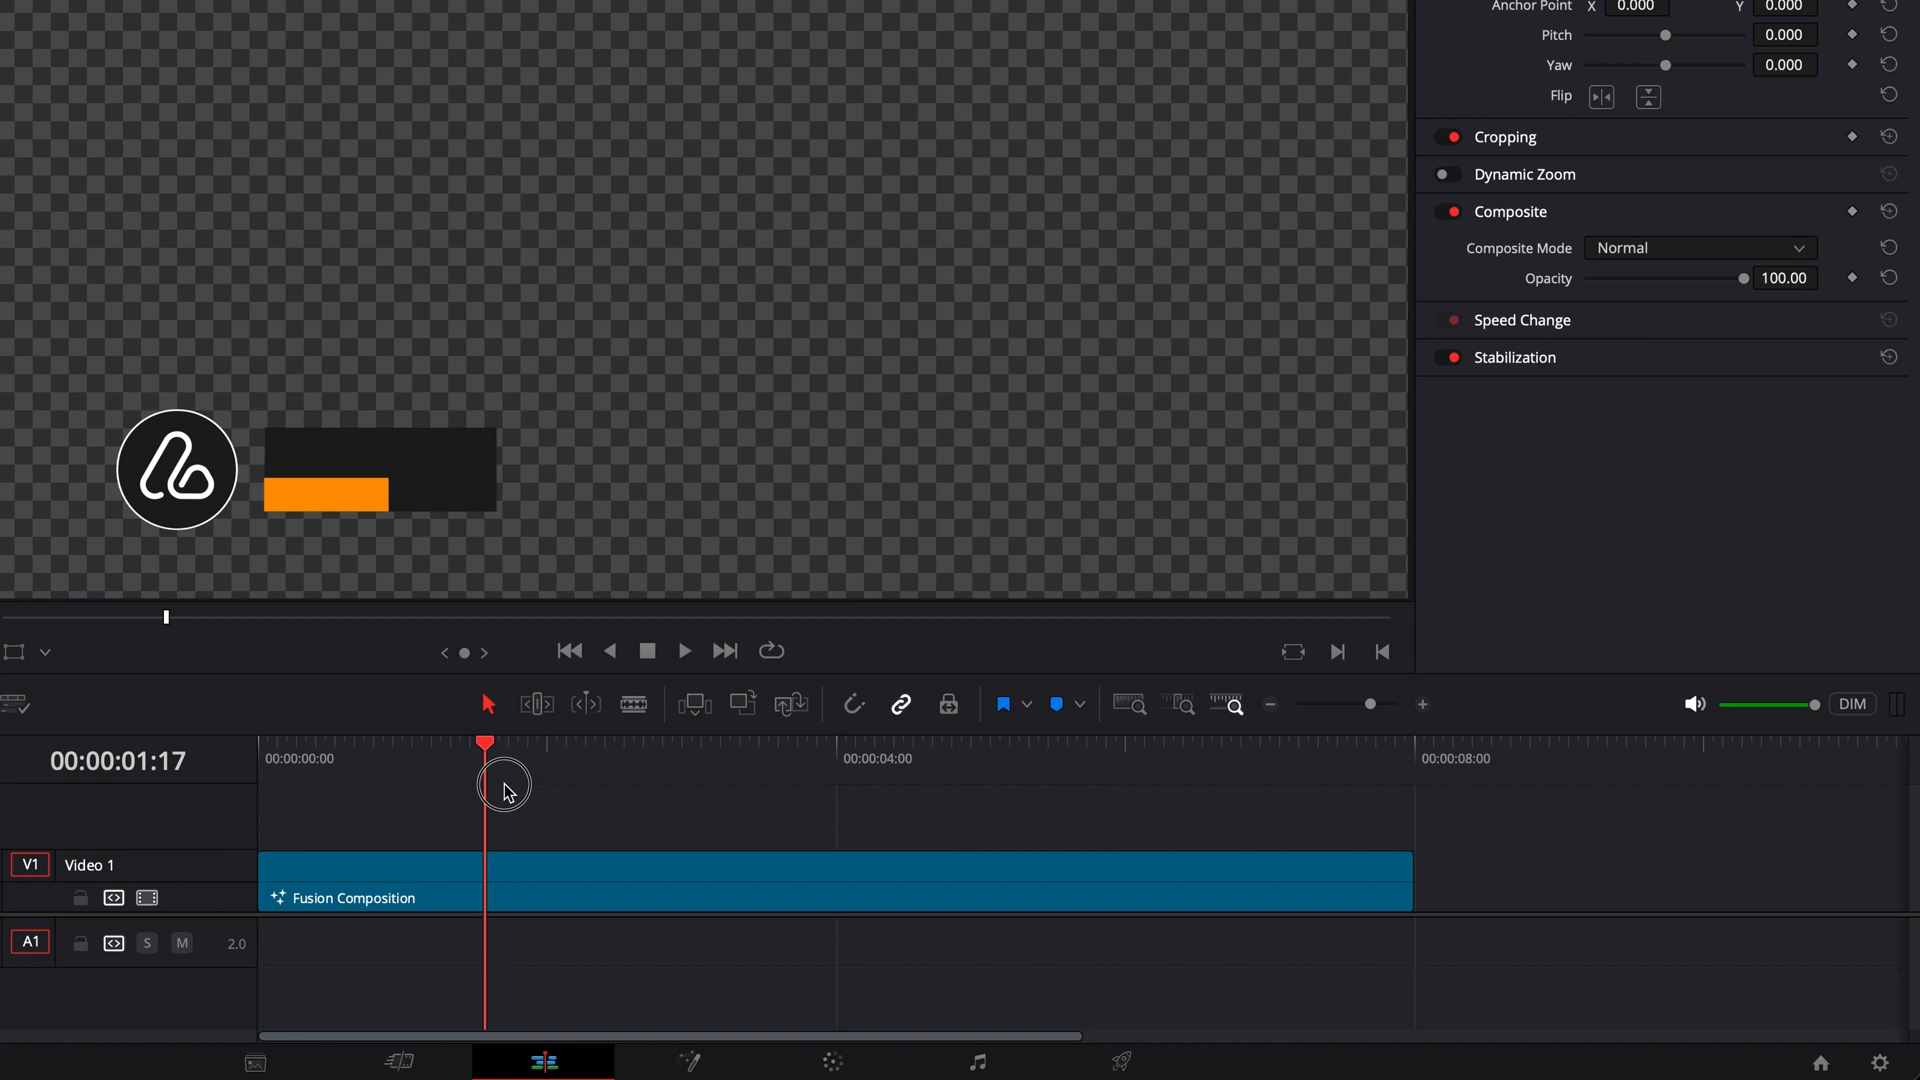 Anchor Point X 0.000 Y 0.000
Pitch 0.000
Yaw 0.000
Flip
Cropping
Dynamic Zoom
Composite
Composite Mode Normal
Opacity 100.00
Speed Change
Stabilization
DIM
00:00:01:17
00:00:00:00
00:00:04:00
00:00:08:00
V1 Video 1
Fusion Composition
A1 S M 2.0